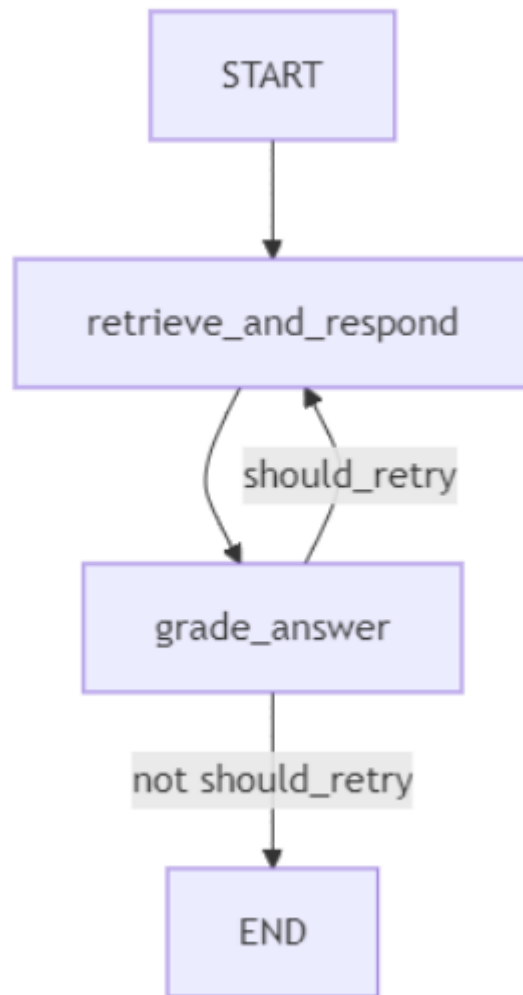 START
retrieve_and_respond
should_retry
grade_answer
not should_retry
END